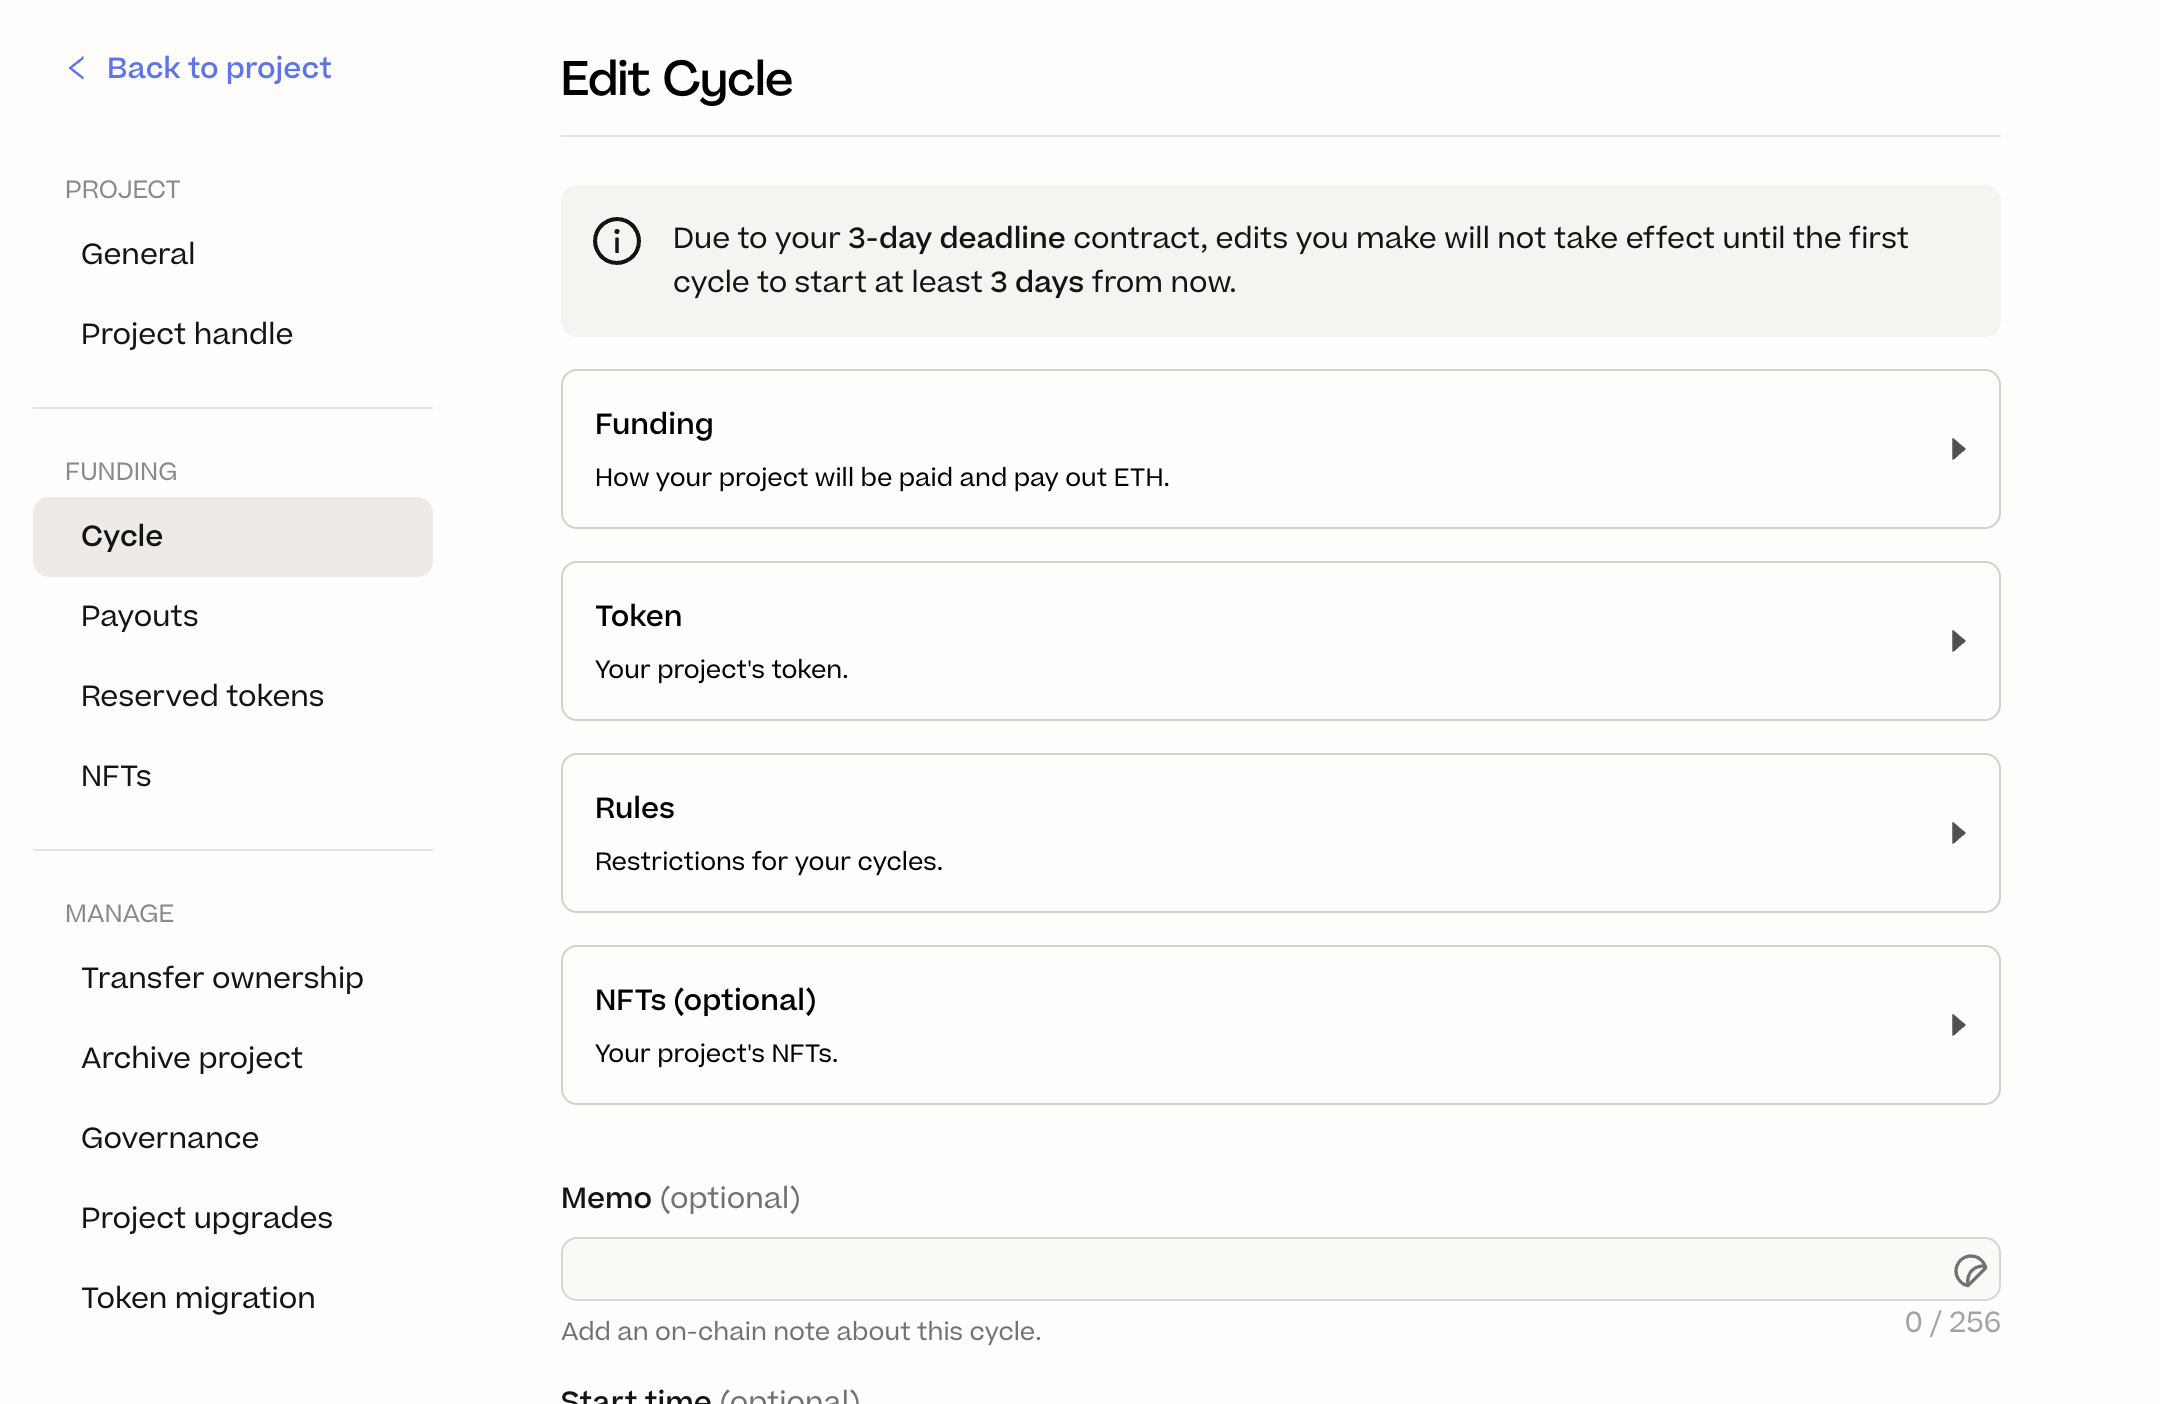 Back to project
PROJECT
General
Project handle
FUNDING
Cycle
Payouts
Reserved tokens
NFTs
MANAGE
Transfer ownership
Archive project
Governance
Project upgrades
Token migration
Edit Cycle
Due to your 3-day deadline contract, edits you make will not take effect until the first
cycle to start at least 3 days from now.
Funding
How your project will be paid and pay out ETH.
Token
Your project's token.
Rules
Restrictions for your cycles.
NFTs (optional)
Your project's NFTs.
Memo (optional)
Add an on-chain note about this cycle.
0 / 256
Start time (optional)